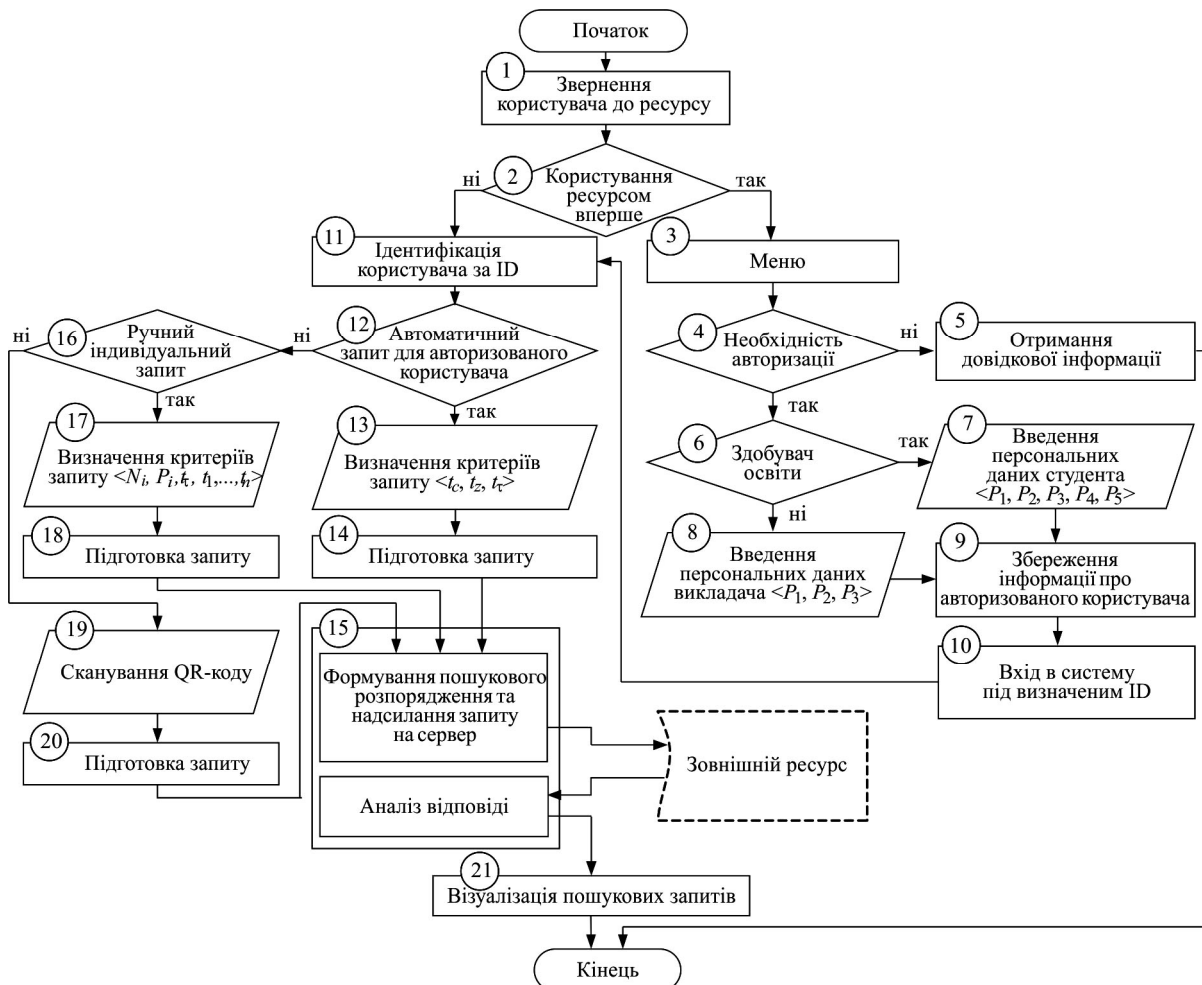 Початок
1
Звернення
користувача до ресурсу
2
Користування
ресурсом
вперше
ні
так
11
Ідентифікація
користувача за ID
3
Меню
16
Ручний
індивідуальний
запит
ні
так
12
Автоматичний
запит для авторизованого
користувача
ні
так
4
Необхідність
авторизації
ні
так
5
Отримання
довідкової інформації
17
Визначення критеріїв
запиту <Ni, Pi, tτ, t1,...,tn>
13
Визначення критеріїв
запиту <tc, tz, tτ>
6
Здобувач
освіти
так
ні
7
Введення
персональних
даних студента
<P1, P2, P3, P4, P5>
18
Підготовка запиту
14
Підготовка запиту
8
Введення
персональних даних
викладача <P1, P2, P3>
9
Збереження
інформації про
авторизованого користувача
19
Сканування QR-коду
15
Формування пошукового
розпорядження та
надсилання запиту
на сервер
10
Вхід в систему
під визначеним ID
20
Підготовка запиту
Зовнішній ресурс
Аналіз відповіді
21
Візуалізація пошукових запитів
Кінець